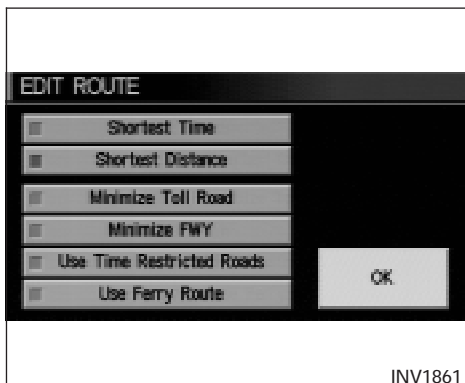 EDIT ROUTE
Shortest Time
Shortest Distance
Minimize Toll Road
Minimize FWY
Use Time Restricted Roads
Use Ferry Route
OK
INV1861